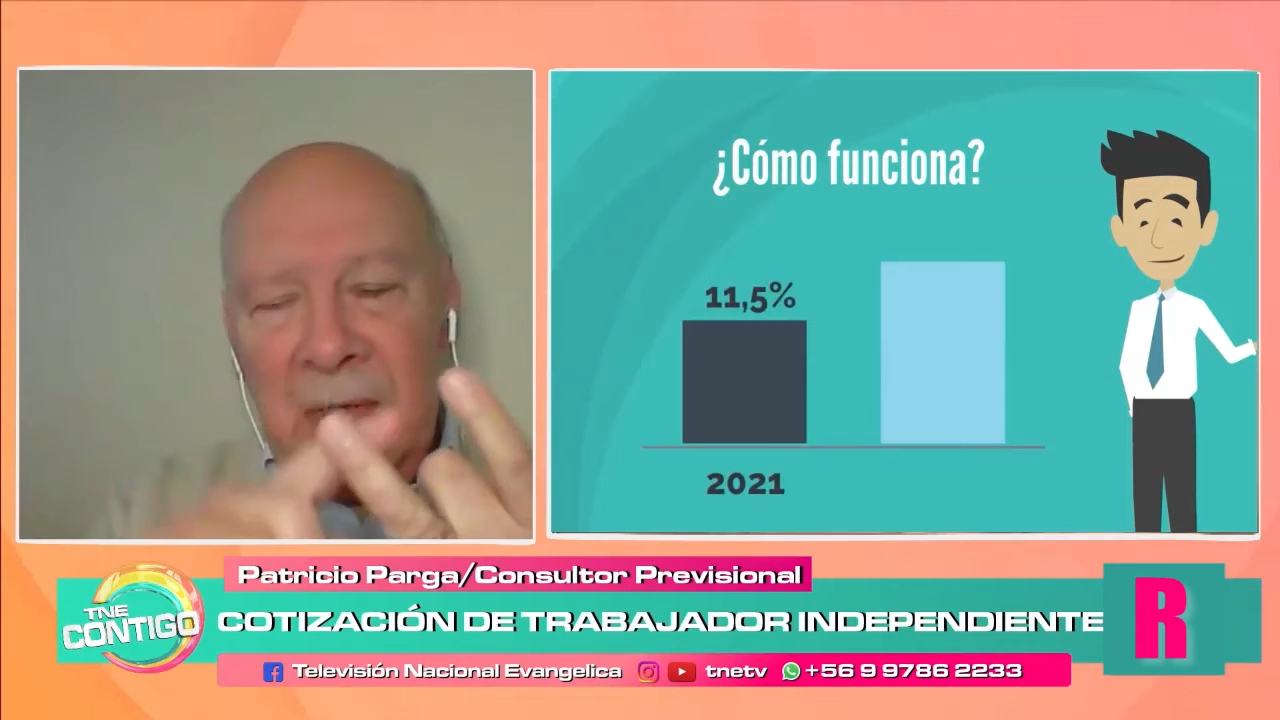 ¿Cómo funciona?
11,5%
2021
Patricio Parga/Consultor Previsional
TNE
CONTIGO
COTIZACIÓN DE TRABAJADOR INDEPENDIENTE
R
Televisión Nacional Evangelica tnetv +56 9 9786 2233